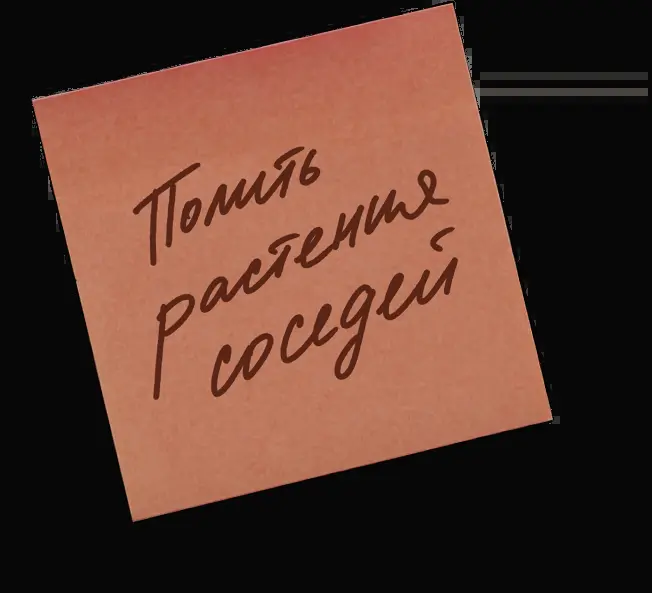 Полить
растения
соседей